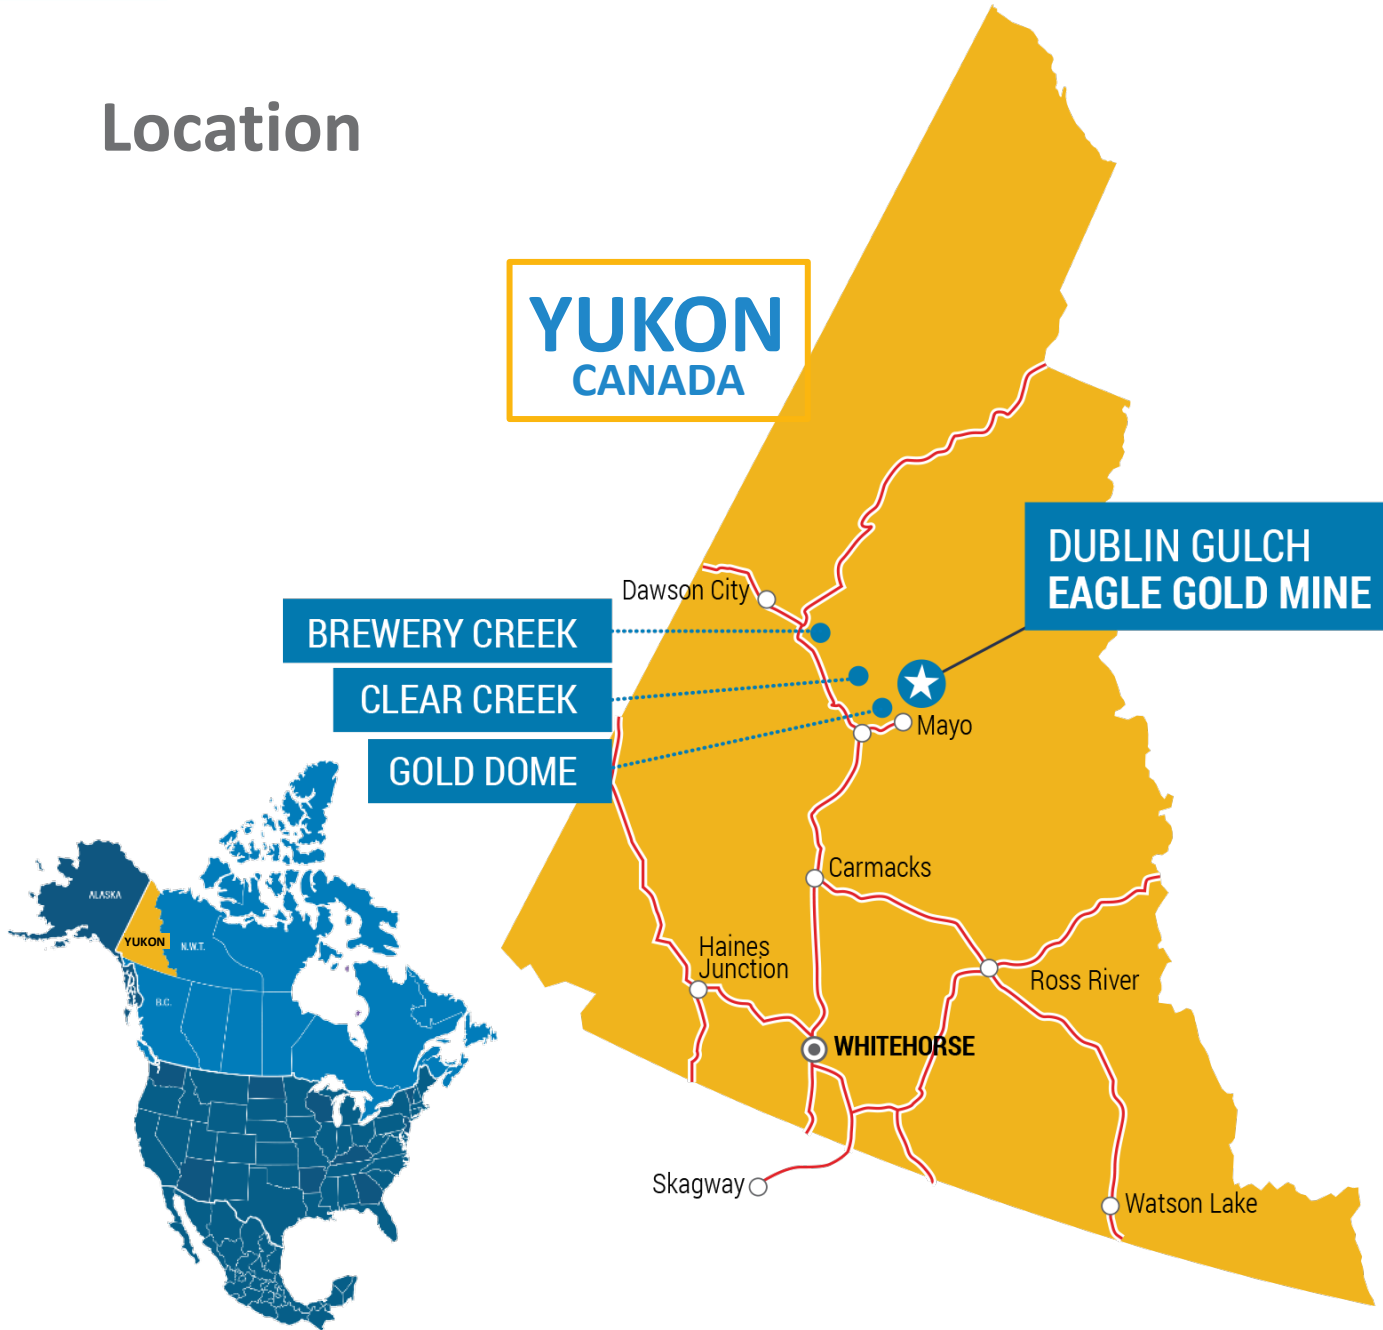 Location
YUKON
CANADA
DUBLIN GULCH
EAGLE GOLD MINE
Dawson City
BREWERY CREEK
CLEAR CREEK
GOLD DOME
Mayo
Carmacks
Haines
Junction
Ross River
WHITEHORSE
Skagway
Watson Lake
ALASKA
YUKON
N.W.T.
B.C.